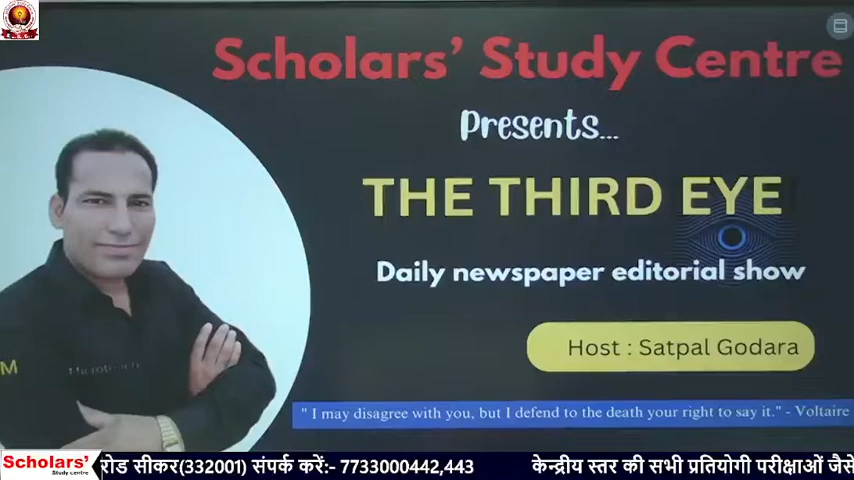 Scholars' Study Centre
Presents...
THE THIRD EYE
Daily newspaper editorial show
Host : Satpal Godara
M
" I may disagree with you, but I defend to the death your right to say it." - Voltaire
Scholars'
Study centre
रोड सीकर(332001) संपर्क करें:- 7733000442,443 केन्द्रीय स्तर की सभी प्रतियोगी परीक्षाओं जैसे